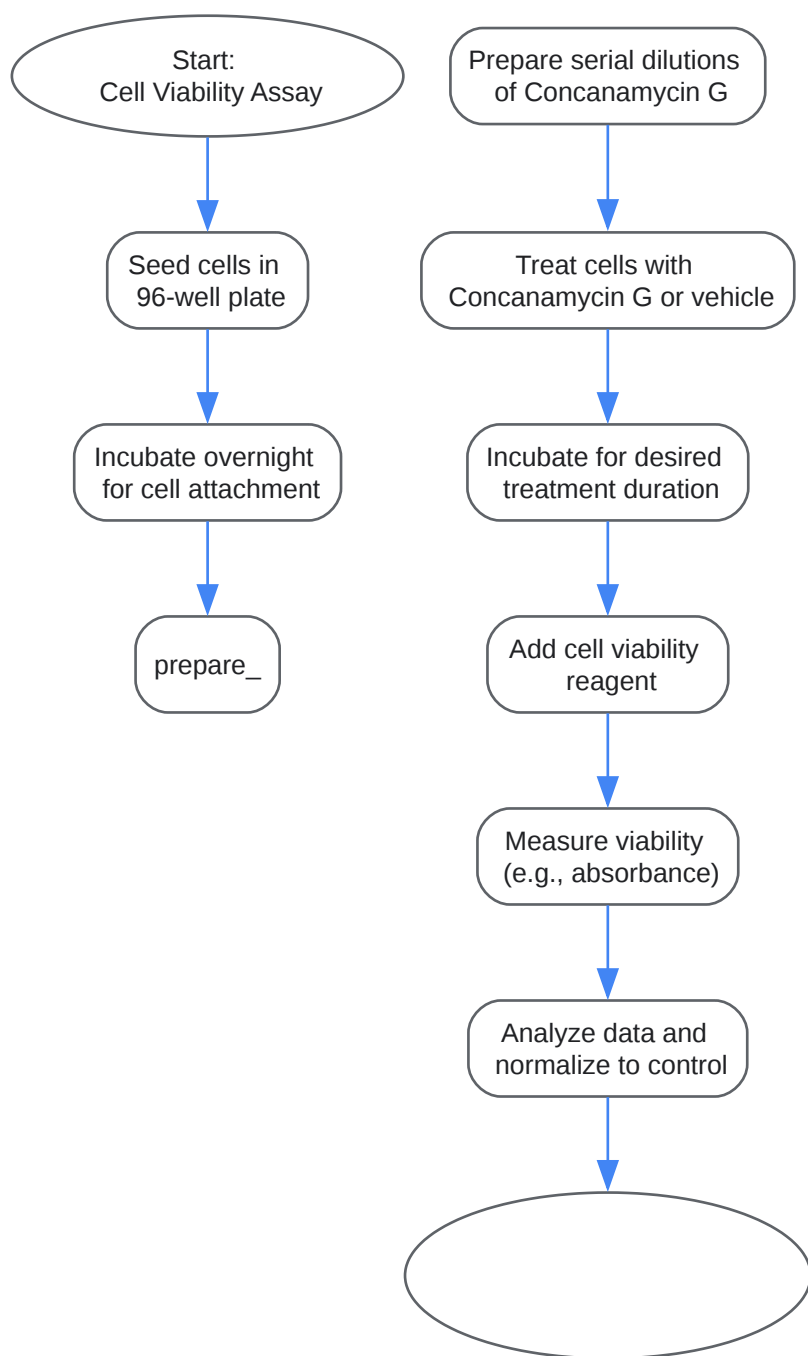 Start:
Cell Viability Assay
Seed cells in
96-well plate
Incubate overnight
for cell attachment
prepare_
Prepare serial dilutions
of Concanamycin G
Treat cells with
Concanamycin G or vehicle
Incubate for desired
treatment duration
Add cell viability
reagent
Measure viability
(e.g., absorbance)
Analyze data and
normalize to control